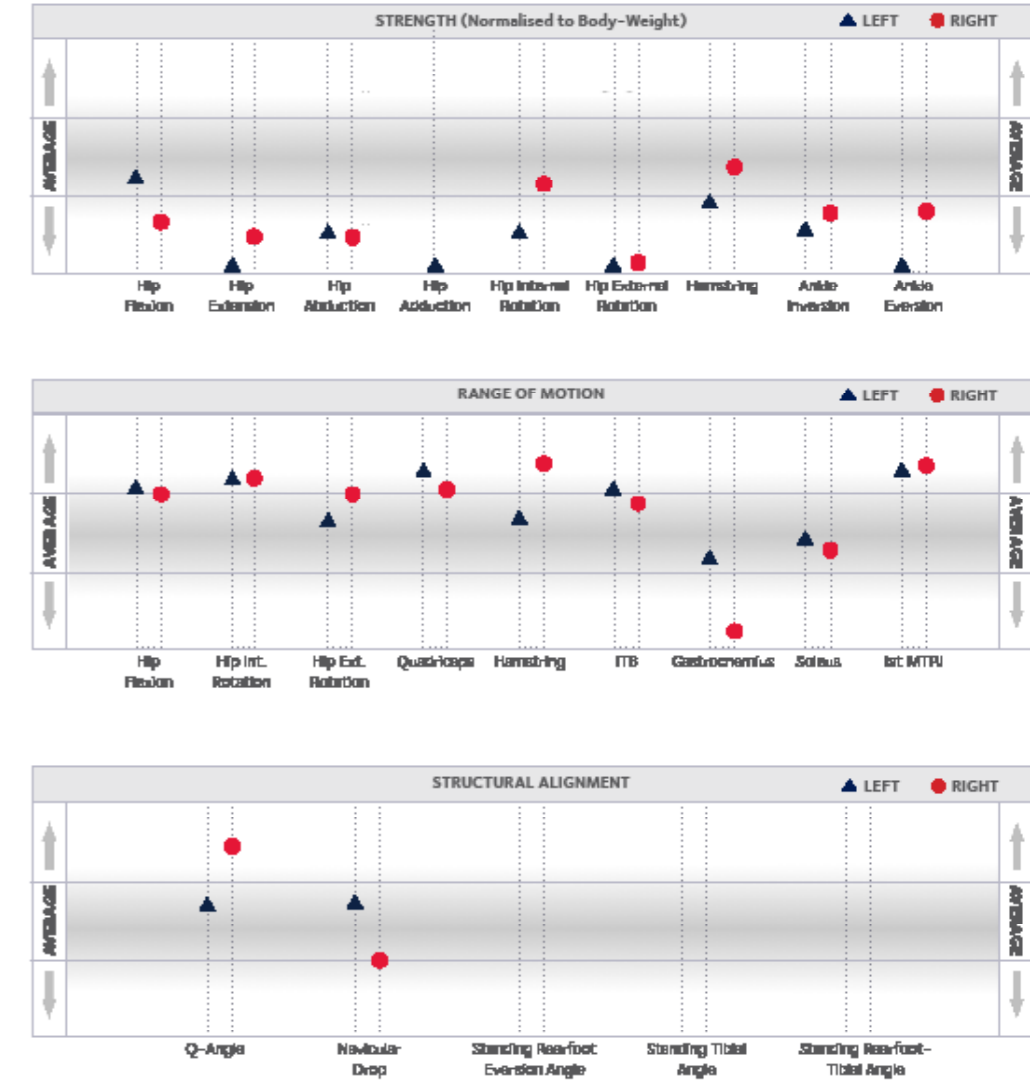 STRENGTH (Normalised to Body-Weight)
LEFT
RIGHT
AVERAGE
AVERAGE
Hip Hip Hip Hip Hip Internal Hip External Hamstring Ankle Ankle
Flexion Extension Abduction Adduction Rotation Rotation Inversion Eversion
RANGE OF MOTION
LEFT
RIGHT
AVERAGE
AVERAGE
Hip Hip Int. Hip Ext. Quadriceps Hamstring ITB Gastrocnemius Soleus 1st MTPJ
Flexion Rotation Rotation
STRUCTURAL ALIGNMENT
LEFT
RIGHT
AVERAGE
AVERAGE
Q-Angle Navicular Standing Rearfoot Standing Tibial Standing Rearfoot-
Drop Eversion Angle Angle Tibial Angle